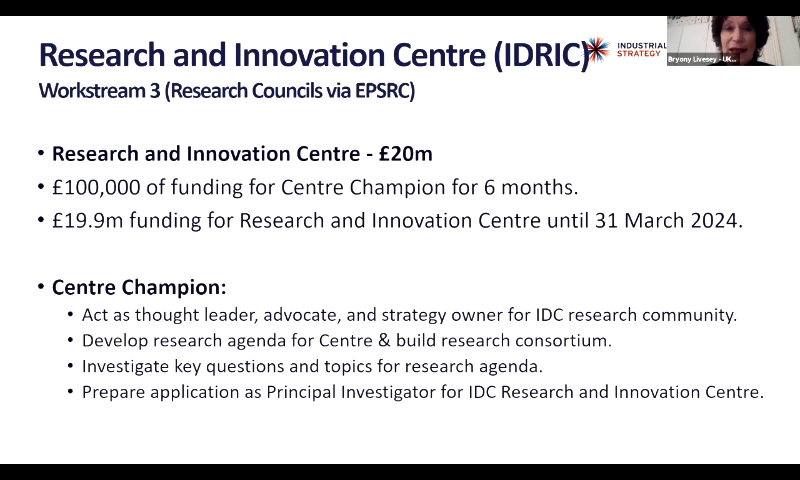 Research and Innovation Centre (IDRIC)
INDUSTRIAL
STRATEGY
Bryony Livesey - UK...
Workstream 3 (Research Councils via EPSRC)
• Research and Innovation Centre - £20m
• £100,000 of funding for Centre Champion for 6 months.
• £19.9m funding for Research and Innovation Centre until 31 March 2024.
• Centre Champion:
• Act as thought leader, advocate, and strategy owner for IDC research community.
• Develop research agenda for Centre & build research consortium.
• Investigate key questions and topics for research agenda.
• Prepare application as Principal Investigator for IDC Research and Innovation Centre.